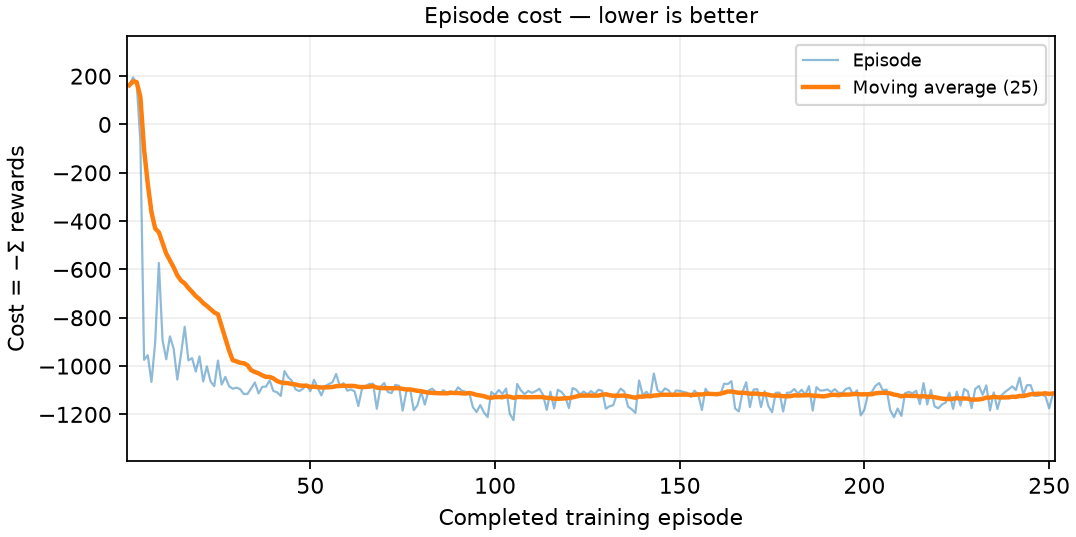 Episode cost — lower is better
Cost = −Σ rewards
200
0
−200
−400
−600
−800
−1000
−1200
Episode
Moving average (25)
50
100
150
200
250
Completed training episode